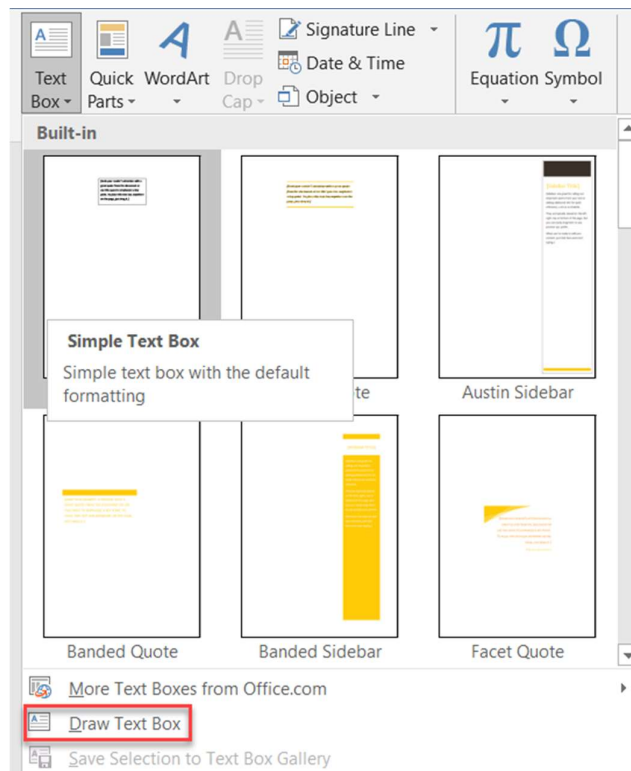 Text Box
Quick Parts
WordArt
Drop Cap
Signature Line
Date & Time
Object
π
Equation
Ω
Symbol
Built-in
Simple Text Box
Simple text box with the default
formatting
te
Austin Sidebar
Banded Quote
Banded Sidebar
Facet Quote
More Text Boxes from Office.com
Draw Text Box
Save Selection to Text Box Gallery